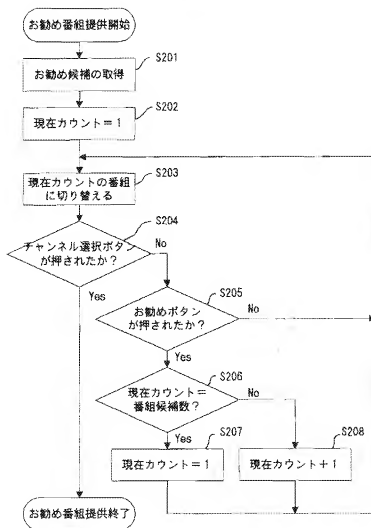 お勧め番組提供開始
S201
お勧め候補の取得
S202
現在カウント＝1
S203
現在カウントの番組
に切り替える
S204
チャンネル選択ボタン
が押されたか？
No
Yes
S205
お勧めボタン
が押されたか？
No
Yes
S206
現在カウント＝
番組候補数？
No
Yes
S207
現在カウント＝1
S208
現在カウント＋1
お勧め番組提供終了